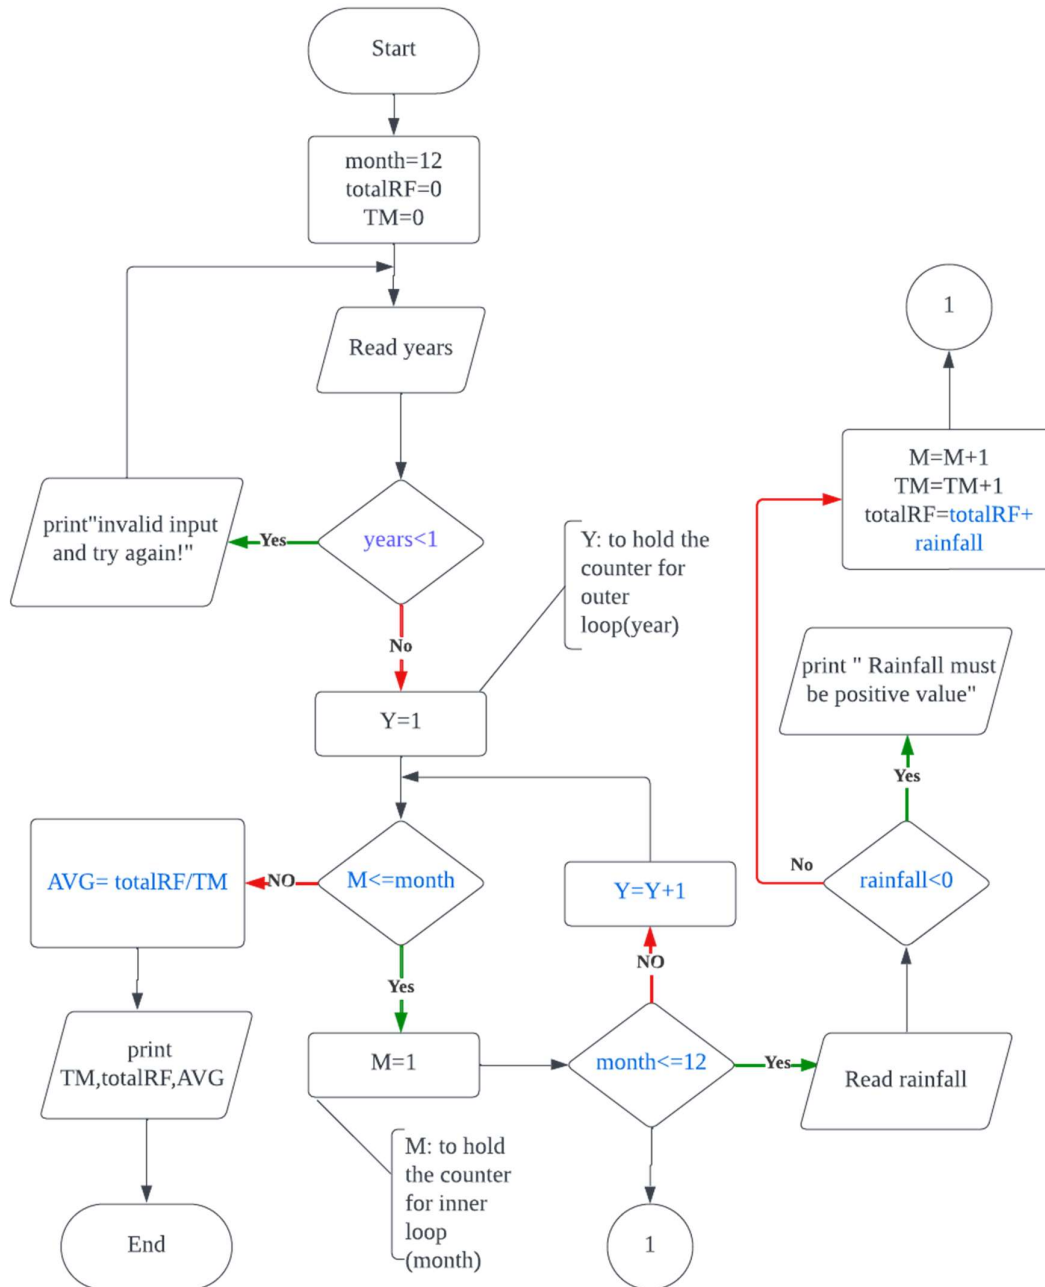 Start
month=12
totalRF=0
TM=0
Read years
years<1
Yes
print"invalid input
and try again!"
No
Y: to hold the
counter for
outer
loop(year)
Y=1
M<=month
NO
AVG= totalRF/TM
print
TM,totalRF,AVG
End
Yes
M=1
M: to hold
the counter
for inner
loop
(month)
month<=12
NO
Y=Y+1
1
Yes
Read rainfall
rainfall<0
Yes
print " Rainfall must
be positive value"
No
M=M+1
TM=TM+1
totalRF=totalRF+
rainfall
1